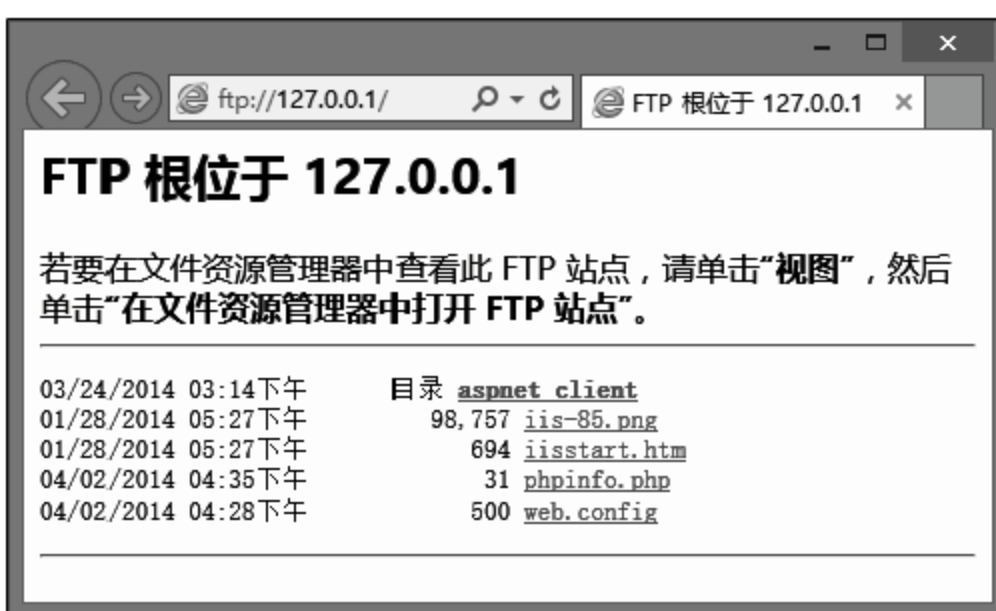 ftp://127.0.0.1/
FTP 根位于 127.0.0.1
FTP 根位于 127.0.0.1
若要在文件资源管理器中查看此 FTP 站点，请单击“视图”，然后
单击“在文件资源管理器中打开 FTP 站点”。
03/24/2014 03:14下午 目录 aspnet_client
01/28/2014 05:27下午 98,757 iis-85.png
01/28/2014 05:27下午 694 iisstart.htm
04/02/2014 04:35下午 31 phpinfo.php
04/02/2014 04:28下午 500 web.config